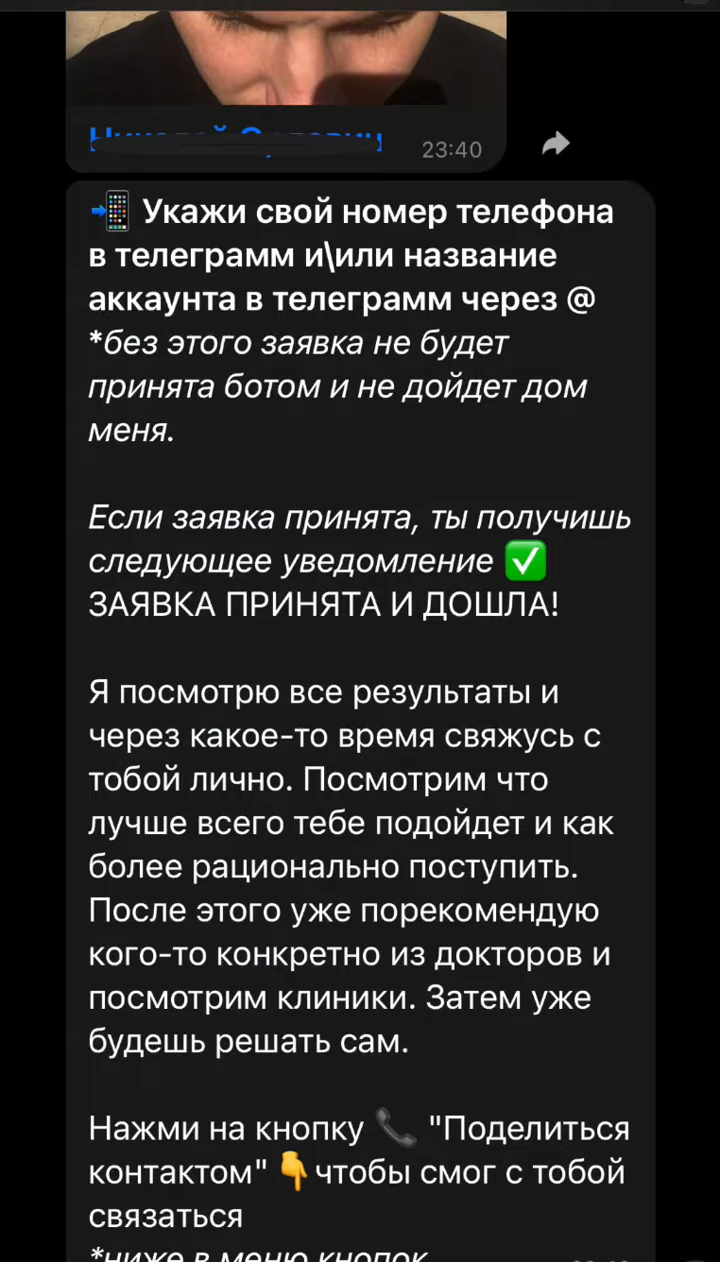 23:40
Укажи свой номер телефона
в телеграмм и\или название
аккаунта в телеграмм через @
*без этого заявка не будет
принята ботом и не дойдет дом
меня.
Если заявка принята, ты получишь
следующее уведомление ✅
ЗАЯВКА ПРИНЯТА И ДОШЛА!
Я посмотрю все результаты и
через какое-то время свяжусь с
тобой лично. Посмотрим что
лучше всего тебе подойдет и как
более рационально поступить.
После этого уже порекомендую
кого-то конкретно из докторов и
посмотрим клиники. Затем уже
будешь решать сам.
Нажми на кнопку 📞 "Поделиться
контактом" 👇 чтобы смог с тобой
связаться
*ниже в меню кнопок